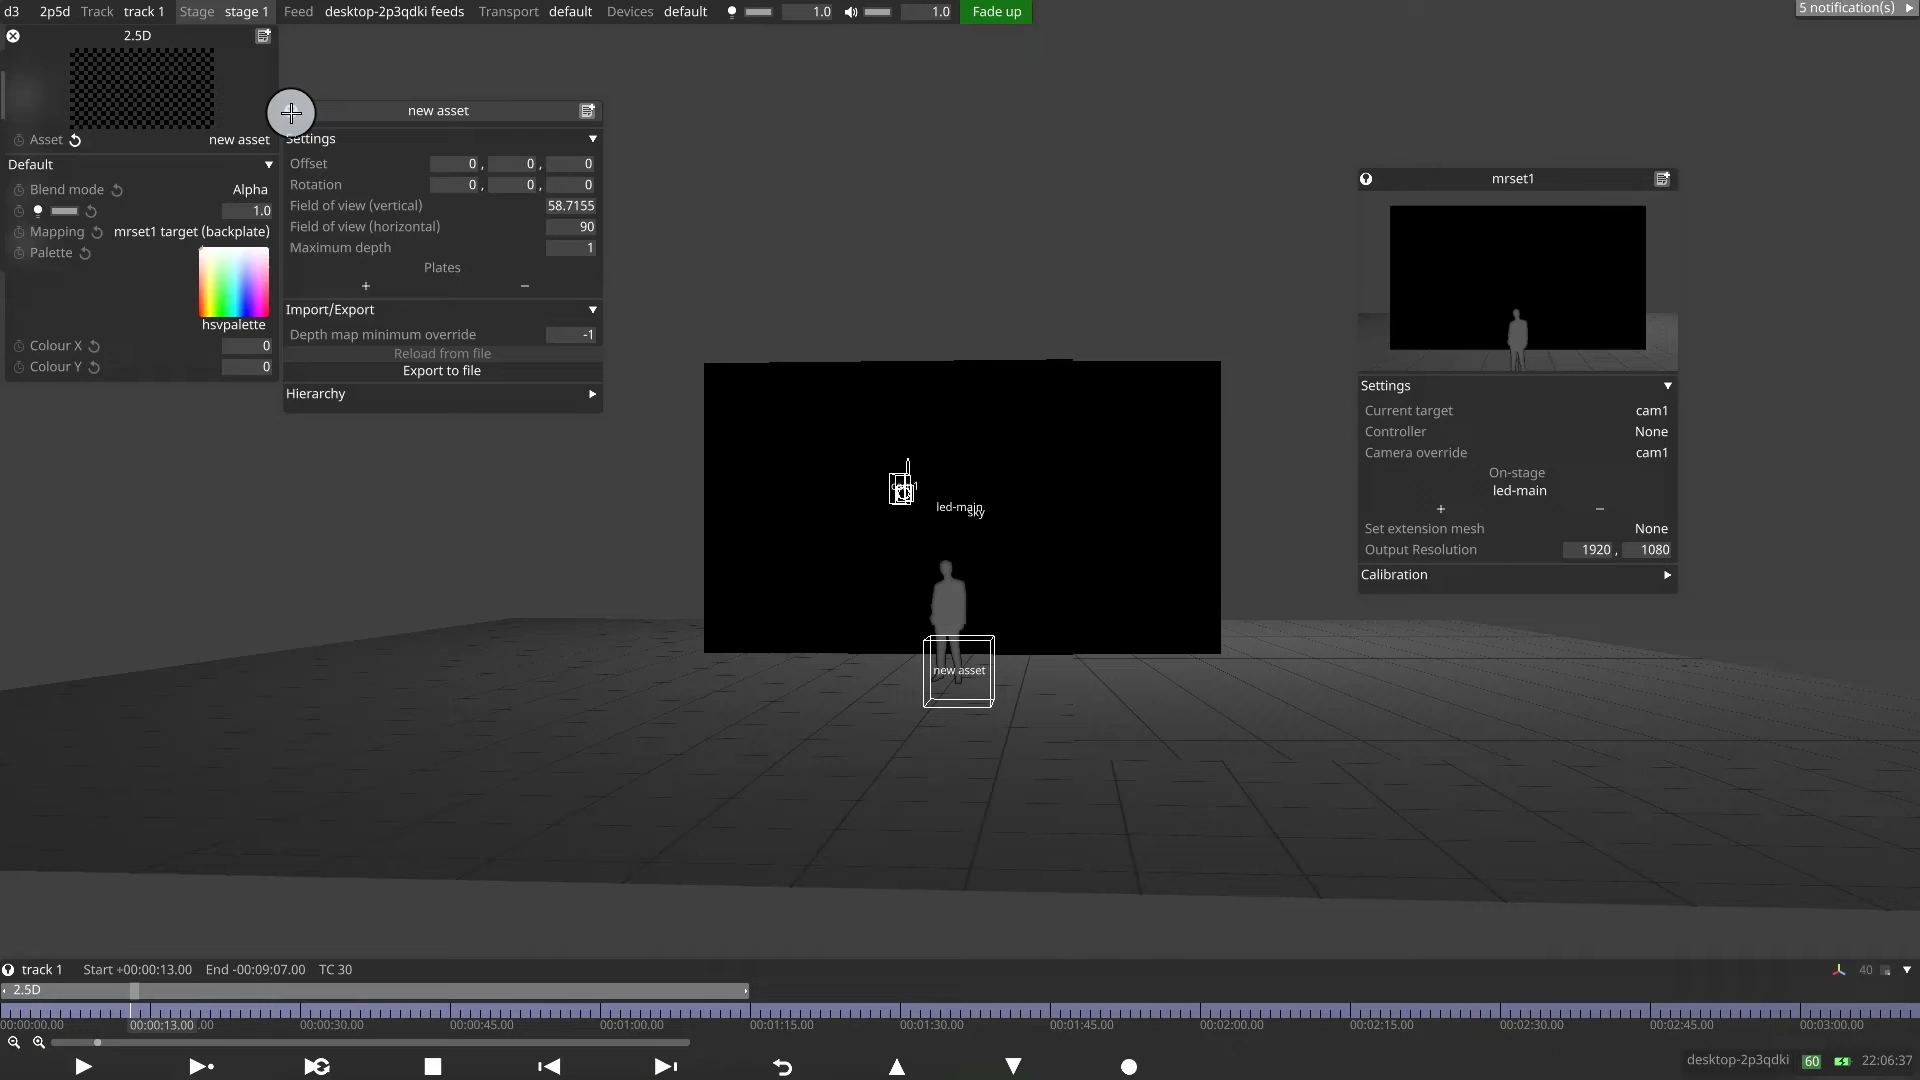 d3 2p5d Track track 1 Stage stage 1 Feed desktop-2p3qdki feeds Transport default Devices default 1.0 1.0 Fade up 5 notification(s)
2.5D
Asset new asset
Default
Blend mode Alpha
1.0
Mapping mrset1 target (backplate)
Palette
hsvpalette
Colour X 0
Colour Y 0
new asset
Settings
Offset 0 , 0 , 0
Rotation 0 , 0 , 0
Field of view (vertical) 58.7155
Field of view (horizontal) 90
Maximum depth 1
Plates
+ −
Import/Export
Depth map minimum override -1
Reload from file
Export to file
Hierarchy
led-main
sky
new asset
mrset1
Settings
Current target cam1
Controller None
Camera override cam1
On-stage
led-main
+ −
Set extension mesh None
Output Resolution 1920 , 1080
Calibration
track 1 Start +00:00:13.00 End -00:09:07.00 TC 30 40
2.5D
00:00:00.00 00:00:13.00 .00 00:00:30.00 00:00:45.00 00:01:00.00 00:01:15.00 00:01:30.00 00:01:45.00 00:02:00.00 00:02:15.00 00:02:30.00 00:02:45.00 00:03:00.00
desktop-2p3qdki 60 22:06:37